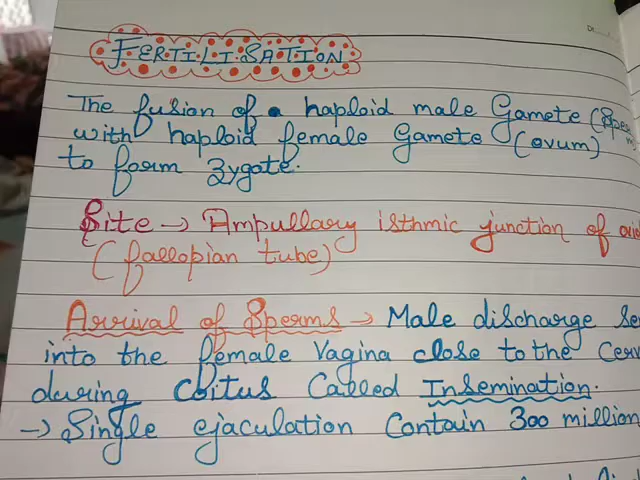 FERTILISATION
The fusion of a haploid male Gamete (Sperm)
with haploid female Gamete (ovum)
to form Zygote.
Site → Ampullary isthmic junction of
(fallopian tube)
Arrival of Sperms → Male discharge
into the female Vagina close to the
during Coitus Called Insemination.
→ Single ejaculation Contain 300 million